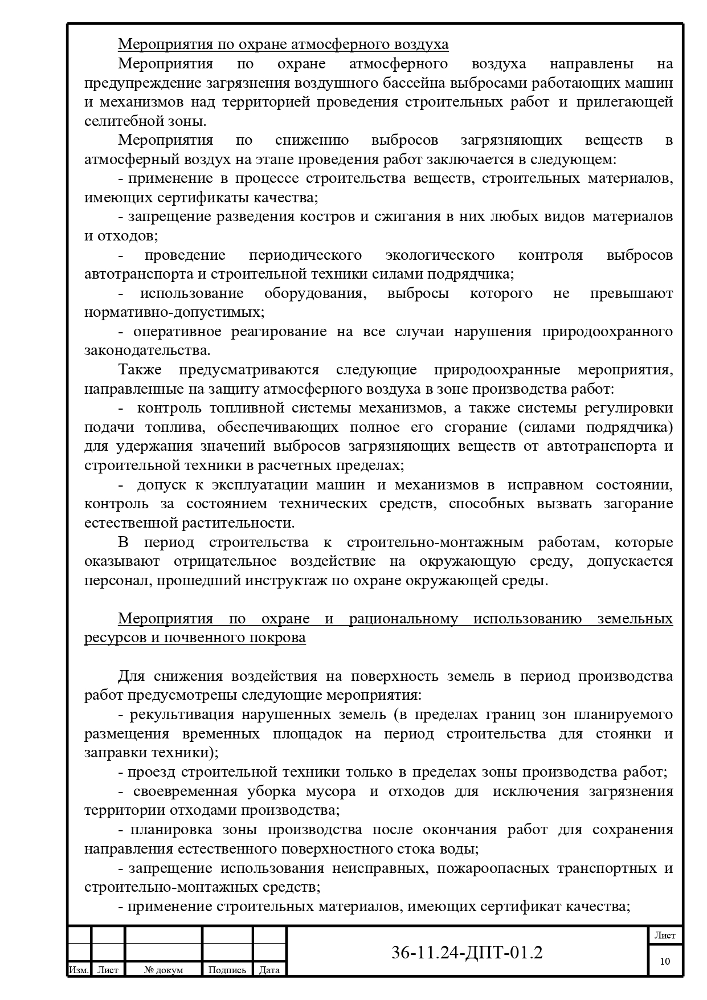 Мероприятия по охране атмосферного воздуха
Мероприятия по охране атмосферного воздуха направлены на
предупреждение загрязнения воздушного бассейна выбросами работающих машин
и механизмов над территорией проведения строительных работ и прилегающей
селитебной зоны.
Мероприятия по снижению выбросов загрязняющих веществ в
атмосферный воздух на этапе проведения работ заключается в следующем:
- применение в процессе строительства веществ, строительных материалов,
имеющих сертификаты качества;
- запрещение разведения костров и сжигания в них любых видов материалов
и отходов;
- проведение периодического экологического контроля выбросов
автотранспорта и строительной техники силами подрядчика;
- использование оборудования, выбросы которого не превышают
нормативно-допустимых;
- оперативное реагирование на все случаи нарушения природоохранного
законодательства.
Также предусматриваются следующие природоохранные мероприятия,
направленные на защиту атмосферного воздуха в зоне производства работ:
- контроль топливной системы механизмов, а также системы регулировки
подачи топлива, обеспечивающих полное его сгорание (силами подрядчика)
для удержания значений выбросов загрязняющих веществ от автотранспорта и
строительной техники в расчетных пределах;
- допуск к эксплуатации машин и механизмов в исправном состоянии,
контроль за состоянием технических средств, способных вызвать загорание
естественной растительности.
В период строительства к строительно-монтажным работам, которые
оказывают отрицательное воздействие на окружающую среду, допускается
персонал, прошедший инструктаж по охране окружающей среды.
Мероприятия по охране и рациональному использованию земельных
ресурсов и почвенного покрова
Для снижения воздействия на поверхность земель в период производства
работ предусмотрены следующие мероприятия:
- рекультивация нарушенных земель (в пределах границ зон планируемого
размещения временных площадок на период строительства для стоянки и
заправки техники);
- проезд строительной техники только в пределах зоны производства работ;
- своевременная уборка мусора и отходов для исключения загрязнения
территории отходами производства;
- планировка зоны производства после окончания работ для сохранения
направления естественного поверхностного стока воды;
- запрещение использования неисправных, пожароопасных транспортных и
строительно-монтажных средств;
- применение строительных материалов, имеющих сертификат качества;
Лист
36-11.24-ДПТ-01.2
10
Изм. Лист № докум Подпись Дата